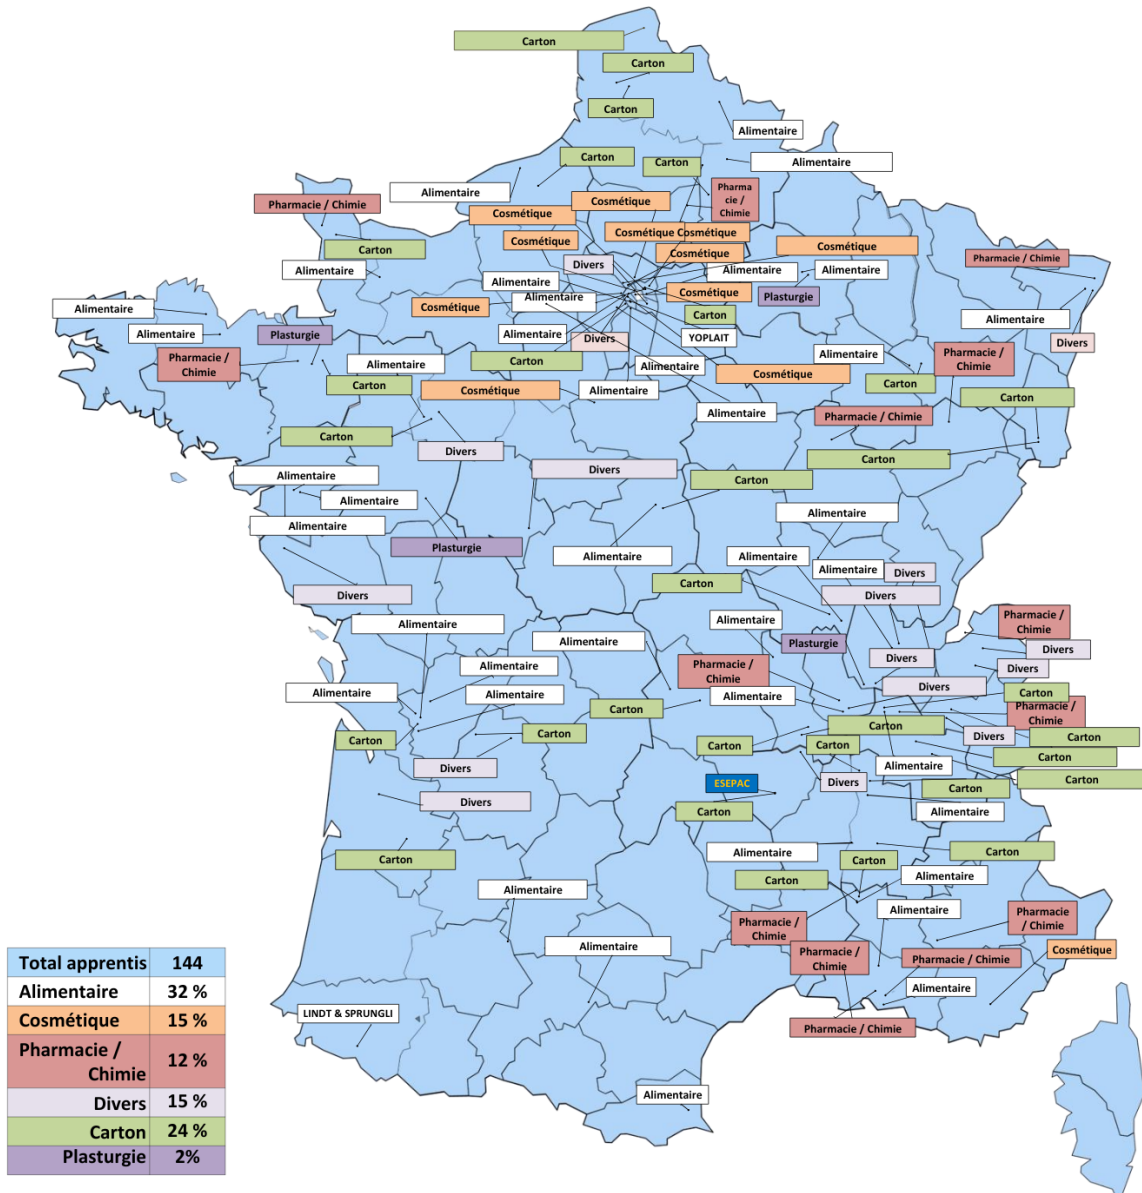 Carton
Carton
Carton
Alimentaire
Carton
Carton
Alimentaire
Pharma
cie /
Chimie
Alimentaire
Pharmacie / Chimie
Cosmétique
Cosmétique
Cosmétique
Cosmétique
Cosmétique
Cosmétique
Cosmétique
Carton
Pharmacie / Chimie
Divers
Alimentaire
Alimentaire
Alimentaire
Alimentaire
Cosmétique
Plasturgie
Alimentaire
Alimentaire
Cosmétique
Carton
Alimentaire
Alimentaire
Plasturgie
Alimentaire
Divers
YOPLAIT
Divers
Pharmacie /
Chimie
Carton
Alimentaire
Pharmacie /
Chimie
Alimentaire
Alimentaire
Cosmétique
Carton
Carton
Cosmétique
Alimentaire
Carton
Alimentaire
Pharmacie / Chimie
Carton
Divers
Carton
Divers
Alimentaire
Carton
Alimentaire
Alimentaire
Alimentaire
Plasturgie
Alimentaire
Alimentaire
Alimentaire
Divers
Carton
Divers
Divers
Alimentaire
Alimentaire
Pharmacie /
Chimie
Alimentaire
Plasturgie
Divers
Divers
Alimentaire
Pharmacie /
Chimie
Divers
Divers
Alimentaire
Alimentaire
Alimentaire
Carton
Carton
Pharmacie /
Chimie
Carton
Carton
Carton
Divers
Carton
Carton
Carton
Carton
Alimentaire
Divers
ESEPAC
Divers
Carton
Carton
Divers
Carton
Alimentaire
Carton
Alimentaire
Carton
Carton
Alimentaire
Carton
Alimentaire
Alimentaire
Pharmacie /
Chimie
Pharmacie
/ Chimie
Alimentaire
Pharmacie /
Chimie
Pharmacie / Chimie
Cosmétique
Alimentaire
LINDT & SPRUNGLI
Pharmacie / Chimie
Alimentaire
Total apprentis 144
Alimentaire 32 %
Cosmétique 15 %
Pharmacie /
Chimie 12 %
Divers 15 %
Carton 24 %
Plasturgie 2%